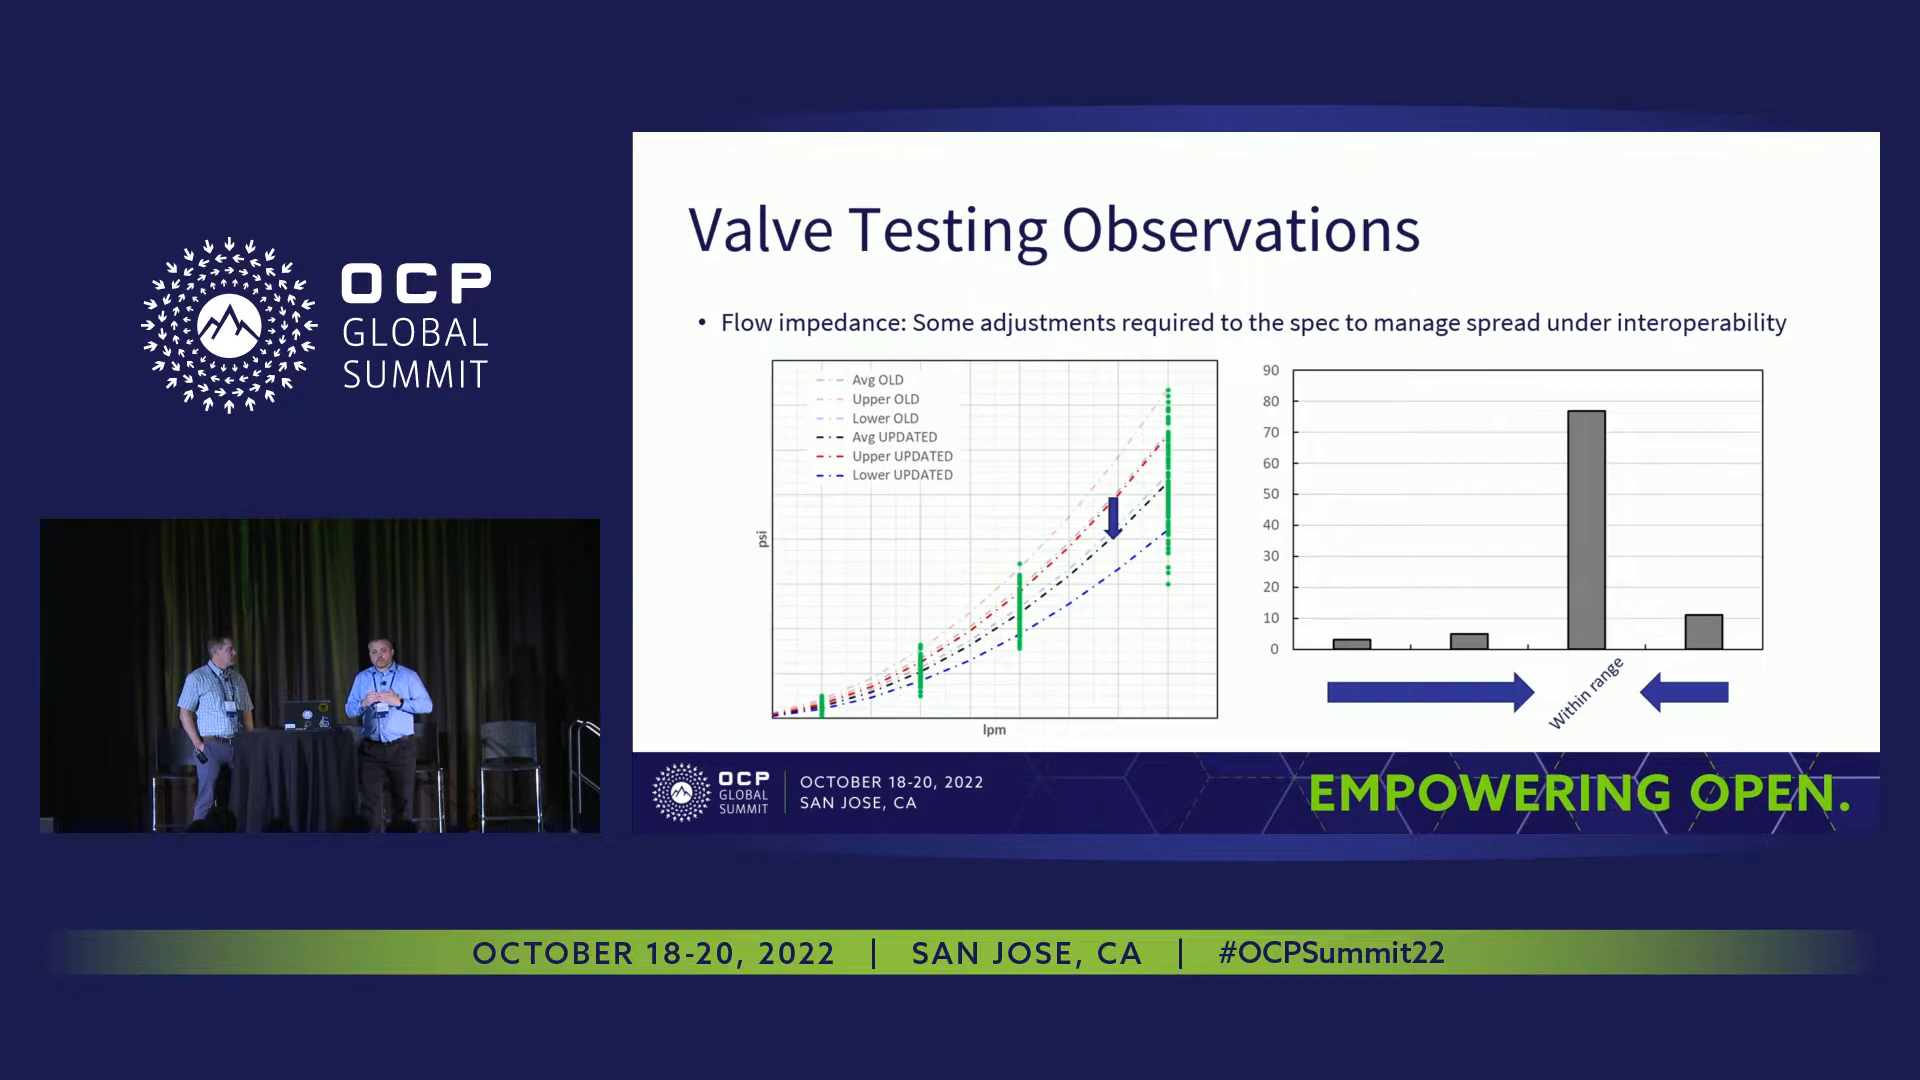 OCP
GLOBAL
SUMMIT
Valve Testing Observations
• Flow impedance: Some adjustments required to the spec to manage spread under interoperability
Avg OLD
Upper OLD
Lower OLD
Avg UPDATED
Upper UPDATED
Lower UPDATED
psi
lpm
90
80
70
60
50
40
30
20
10
0
Within range
OCP
GLOBAL
SUMMIT
OCTOBER 18-20, 2022
SAN JOSE, CA
EMPOWERING OPEN.
OCTOBER 18-20, 2022 | SAN JOSE, CA | #OCPSummit22